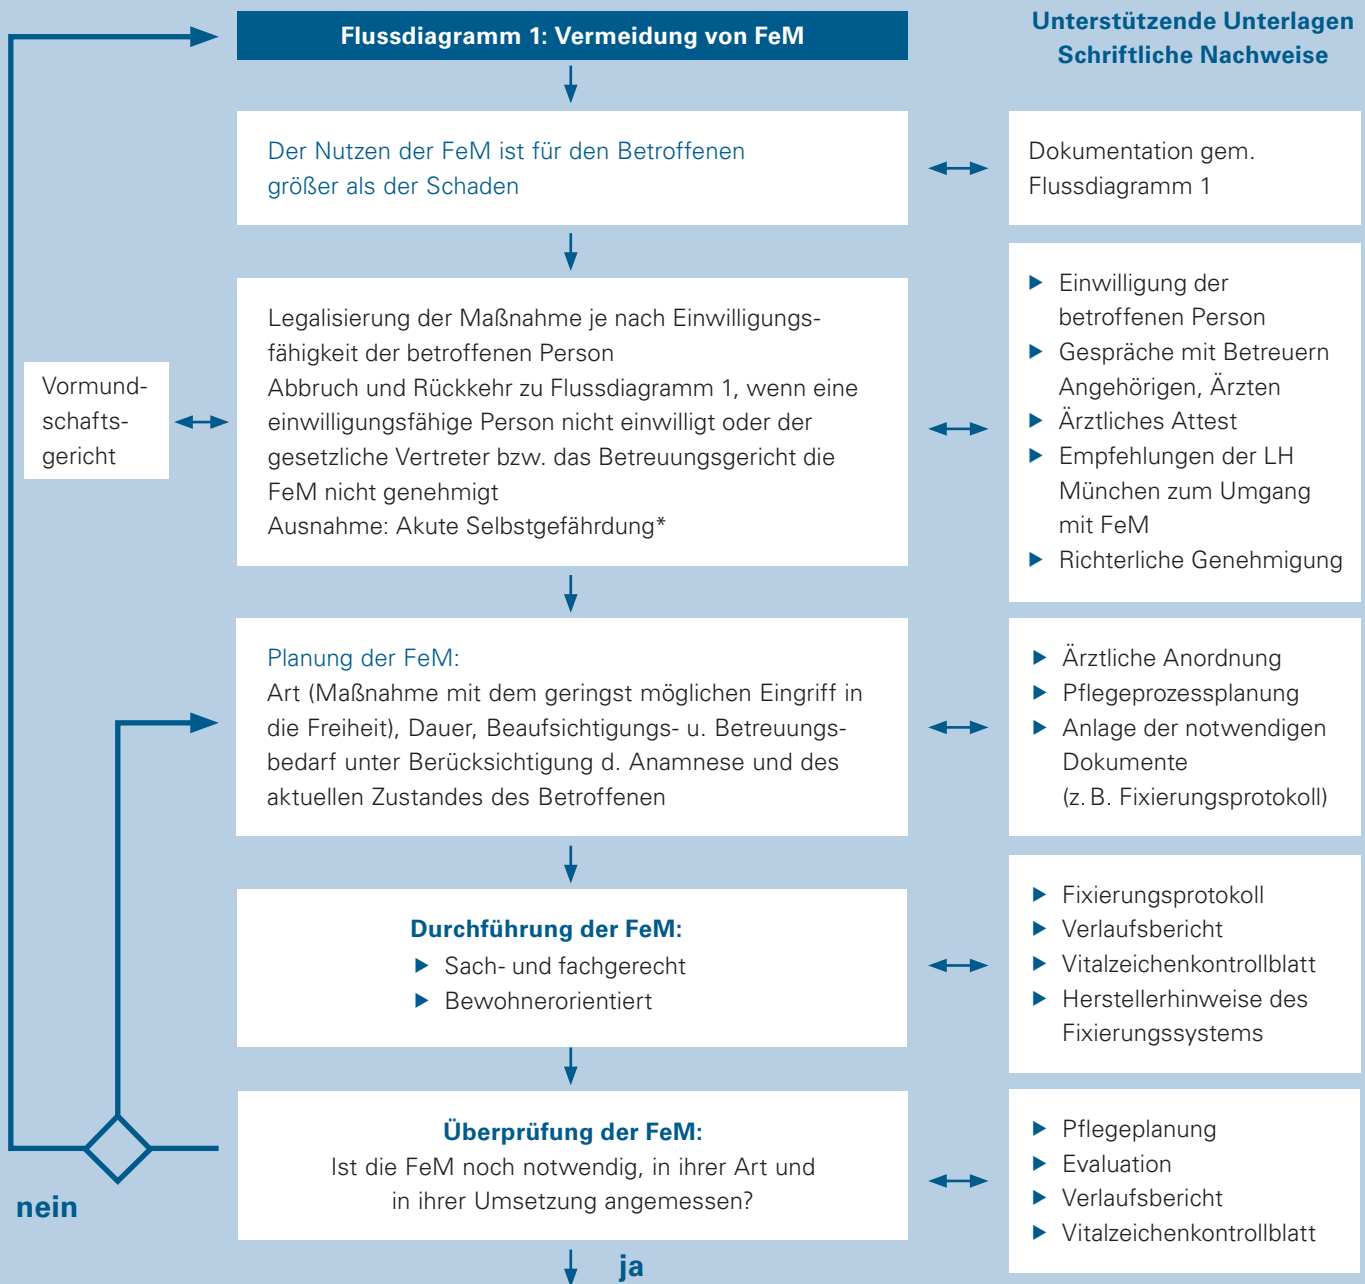 Flussdiagramm 1: Vermeidung von FeM
Unterstützende Unterlagen
Schriftliche Nachweise
Der Nutzen der FeM ist für den Betroffenen
größer als der Schaden
Dokumentation gem.
Flussdiagramm 1
Vormund-
schafts-
gericht
Legalisierung der Maßnahme je nach Einwilligungs-
fähigkeit der betroffenen Person
Abbruch und Rückkehr zu Flussdiagramm 1, wenn eine
einwilligungsfähige Person nicht einwilligt oder der
gesetzliche Vertreter bzw. das Betreuungsgericht die
FeM nicht genehmigt
Ausnahme: Akute Selbstgefährdung*
▶ Einwilligung der
betroffenen Person
▶ Gespräche mit Betreuern
Angehörigen, Ärzten
▶ Ärztliches Attest
▶ Empfehlungen der LH
München zum Umgang
mit FeM
▶ Richterliche Genehmigung
Planung der FeM:
Art (Maßnahme mit dem geringst möglichen Eingriff in
die Freiheit), Dauer, Beaufsichtigungs- u. Betreuungs-
bedarf unter Berücksichtigung d. Anamnese und des
aktuellen Zustandes des Betroffenen
▶ Ärztliche Anordnung
▶ Pflegeprozessplanung
▶ Anlage der notwendigen
Dokumente
(z. B. Fixierungsprotokoll)
Durchführung der FeM:
▶ Sach- und fachgerecht
▶ Bewohnerorientiert
▶ Fixierungsprotokoll
▶ Verlaufsbericht
▶ Vitalzeichenkontrollblatt
▶ Herstellerhinweise des
Fixierungssystems
Überprüfung der FeM:
Ist die FeM noch notwendig, in ihrer Art und
in ihrer Umsetzung angemessen?
▶ Pflegeplanung
▶ Evaluation
▶ Verlaufsbericht
▶ Vitalzeichenkontrollblatt
nein
ja